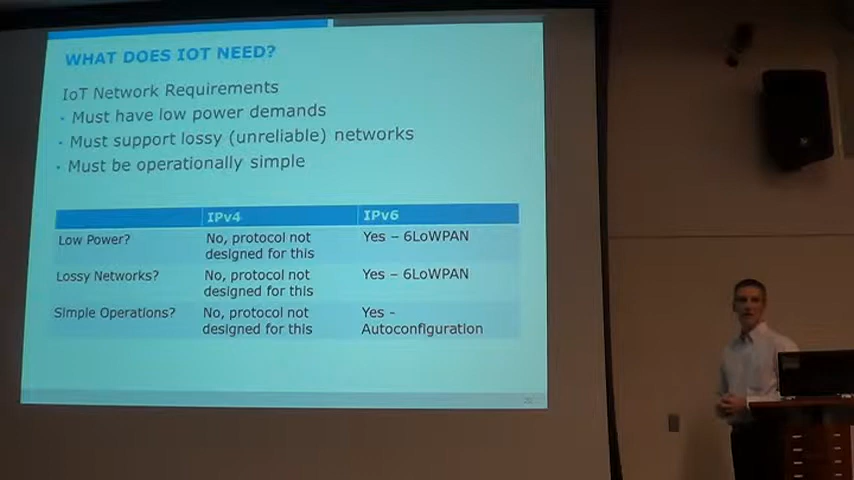 WHAT DOES IOT NEED?
IoT Network Requirements
· Must have low power demands
· Must support lossy (unreliable) networks
· Must be operationally simple
IPv4 IPv6
Low Power? No, protocol not designed for this Yes – 6LoWPAN
Lossy Networks? No, protocol not designed for this Yes – 6LoWPAN
Simple Operations? No, protocol not designed for this Yes - Autoconfiguration